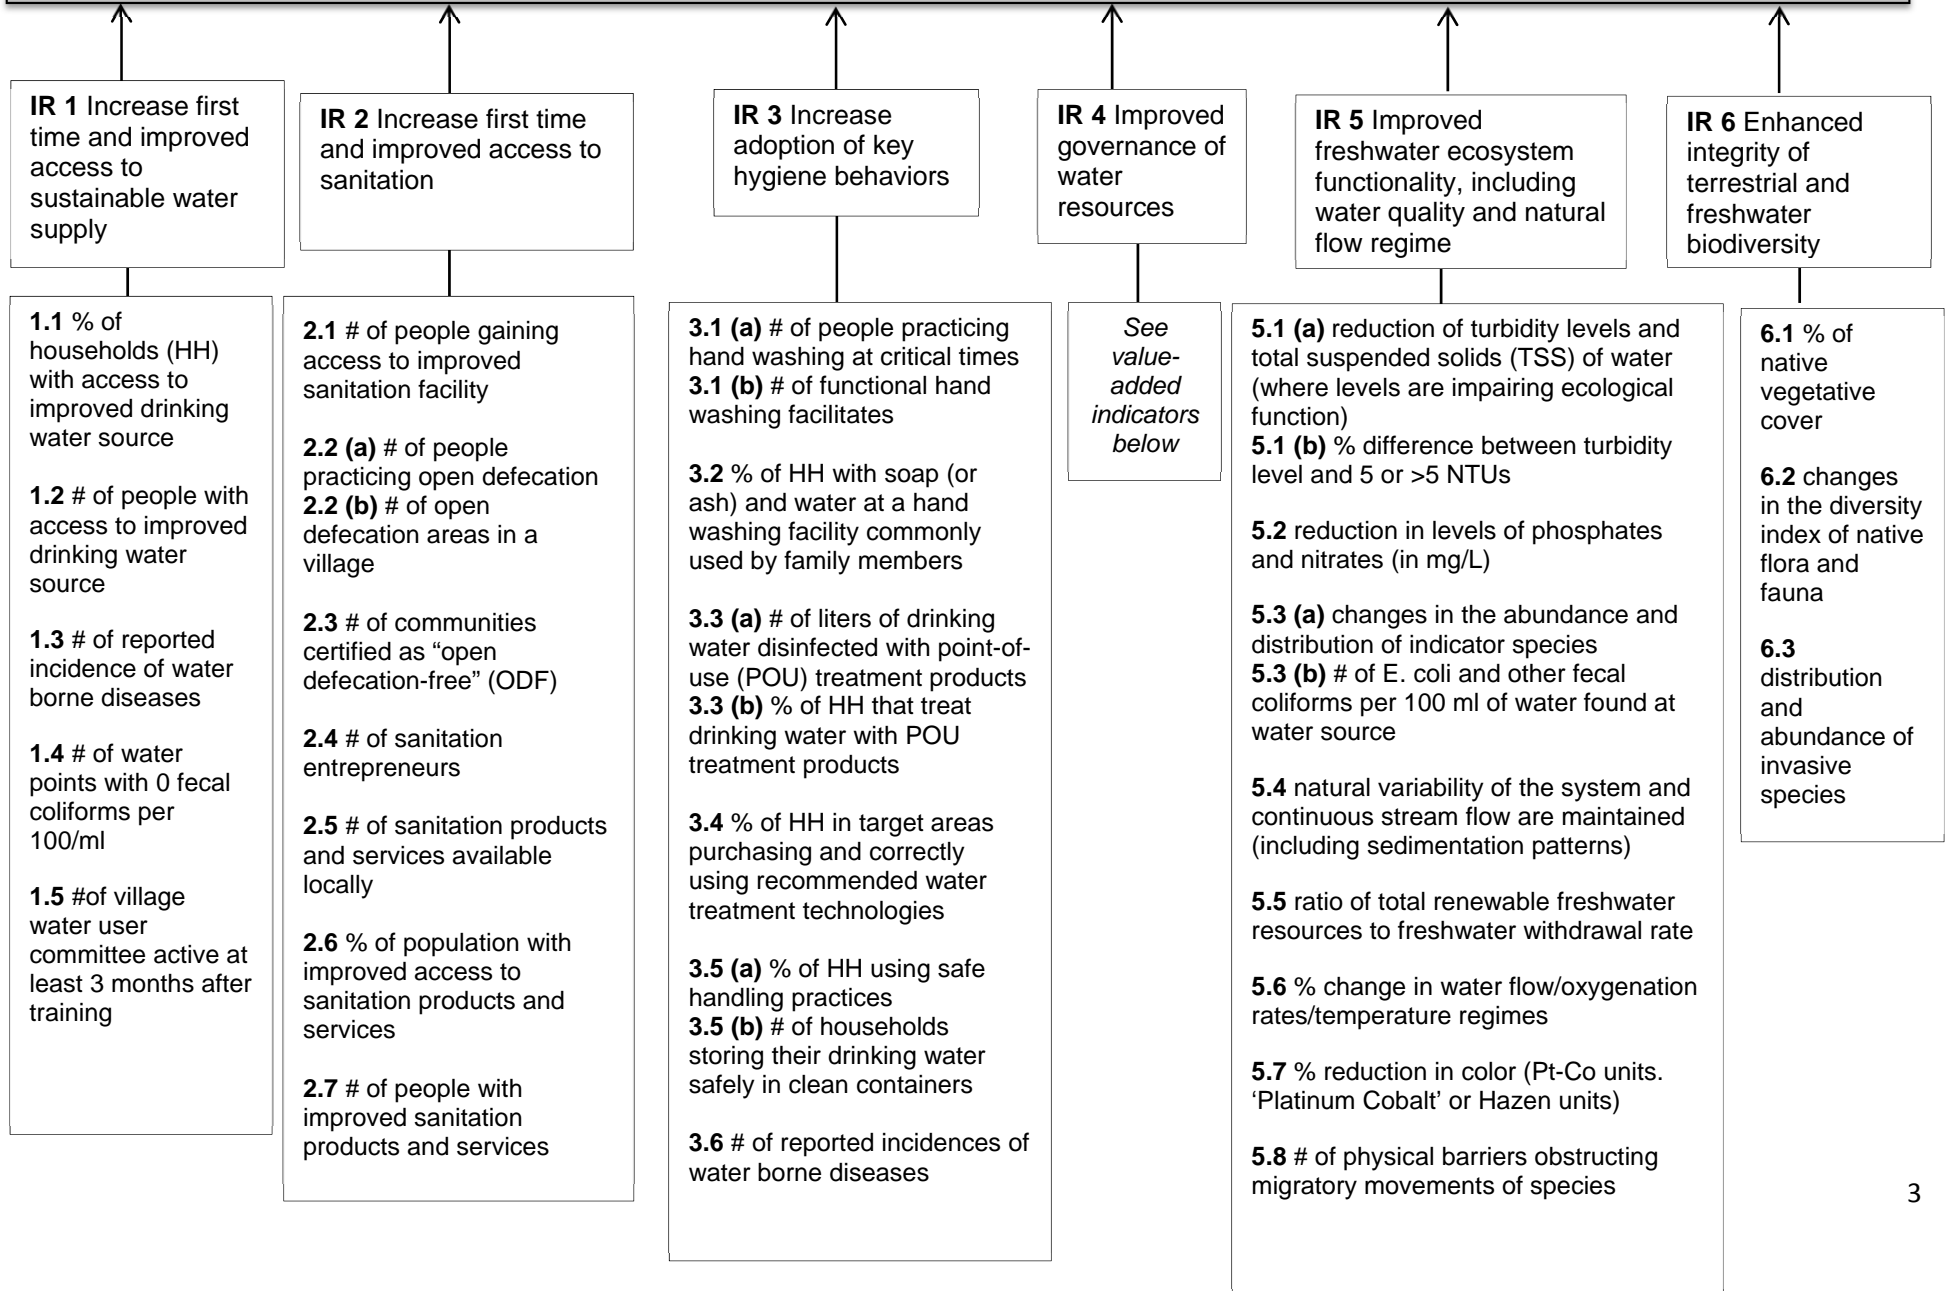 IR 1 Increase first
time and improved
access to
sustainable water
supply
IR 2 Increase first time
and improved access to
sanitation
IR 3 Increase
adoption of key
hygiene behaviors
IR 4 Improved
governance of
water
resources
IR 5 Improved
freshwater ecosystem
functionality, including
water quality and natural
flow regime
IR 6 Enhanced
integrity of
terrestrial and
freshwater
biodiversity
1.1 % of
households (HH)
with access to
improved drinking
water source
1.2 # of people with
access to improved
drinking water
source
1.3 # of reported
incidence of water
borne diseases
1.4 # of water
points with 0 fecal
coliforms per
100/ml
1.5 #of village
water user
committee active at
least 3 months after
training
2.1 # of people gaining
access to improved
sanitation facility
2.2 (a) # of people
practicing open defecation
2.2 (b) # of open
defecation areas in a
village
2.3 # of communities
certified as “open
defecation-free” (ODF)
2.4 # of sanitation
entrepreneurs
2.5 # of sanitation products
and services available
locally
2.6 % of population with
improved access to
sanitation products and
services
2.7 # of people with
improved sanitation
products and services
3.1 (a) # of people practicing
hand washing at critical times
3.1 (b) # of functional hand
washing facilitates
3.2 % of HH with soap (or
ash) and water at a hand
washing facility commonly
used by family members
3.3 (a) # of liters of drinking
water disinfected with point-of-
use (POU) treatment products
3.3 (b) % of HH that treat
drinking water with POU
treatment products
3.4 % of HH in target areas
purchasing and correctly
using recommended water
treatment technologies
3.5 (a) % of HH using safe
handling practices
3.5 (b) # of households
storing their drinking water
safely in clean containers
3.6 # of reported incidences of
water borne diseases
See
value-
added
indicators
below
5.1 (a) reduction of turbidity levels and
total suspended solids (TSS) of water
(where levels are impairing ecological
function)
5.1 (b) % difference between turbidity
level and 5 or >5 NTUs
5.2 reduction in levels of phosphates
and nitrates (in mg/L)
5.3 (a) changes in the abundance and
distribution of indicator species
5.3 (b) # of E. coli and other fecal
coliforms per 100 ml of water found at
water source
5.4 natural variability of the system and
continuous stream flow are maintained
(including sedimentation patterns)
5.5 ratio of total renewable freshwater
resources to freshwater withdrawal rate
5.6 % change in water flow/oxygenation
rates/temperature regimes
5.7 % reduction in color (Pt-Co units.
‘Platinum Cobalt’ or Hazen units)
5.8 # of physical barriers obstructing
migratory movements of species
6.1 % of
native
vegetative
cover
6.2 changes
in the diversity
index of native
flora and
fauna
6.3
distribution
and
abundance of
invasive
species
3